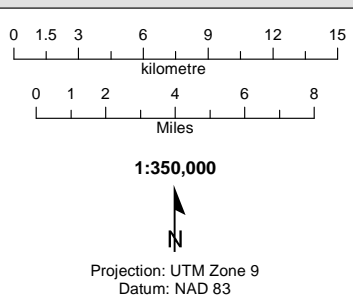 0 1.5 3 6 9 12 15
kilometre
0 1 2 4 6 8
Miles
1:350,000
N
Projection: UTM Zone 9
Datum: NAD 83